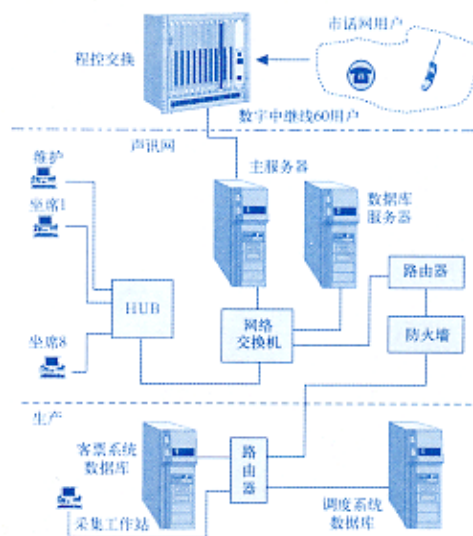 市话网用户
程控交换
数字中继线60用户
声讯网
维护
主服务器
坐席1
数据库
服务器
路由器
HUB
网络
交换机
防火墙
坐席8
生产
客票系统
数据库
路
由
器
调度系统
数据库
采集工作站